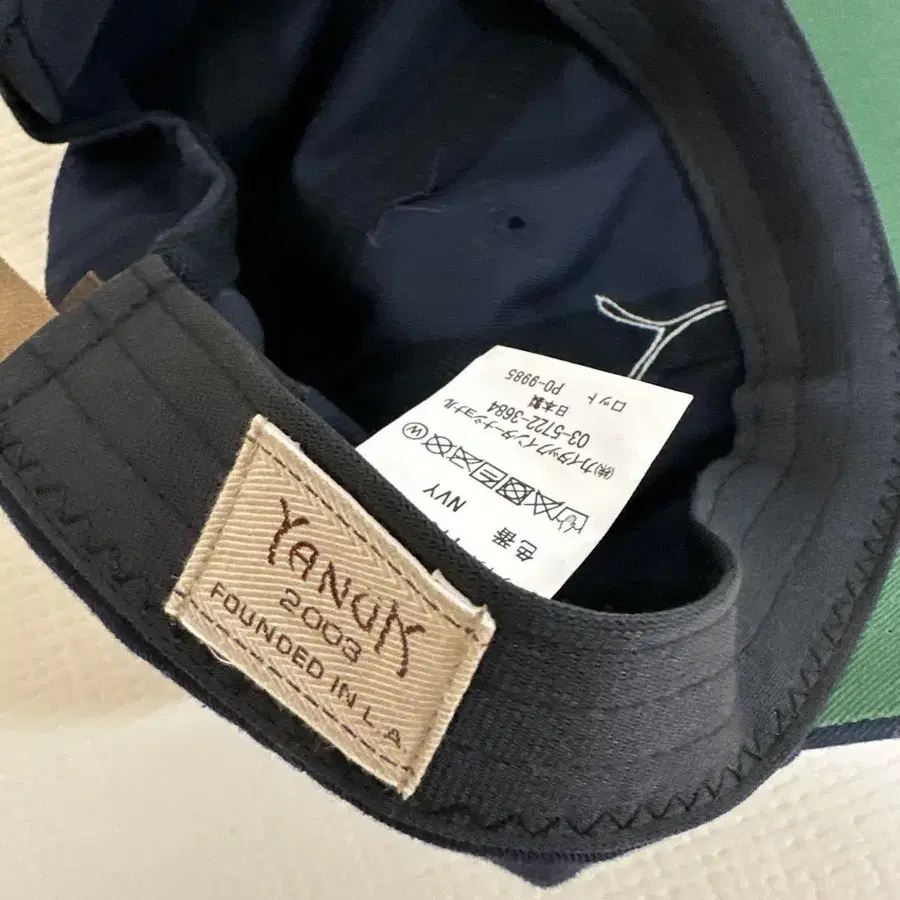 YANUK
2003
FOUNDED IN L.A
色番 NVY
㈱カイタックインターナショナル
03-5722-3684
日本製
ロット PO-9985